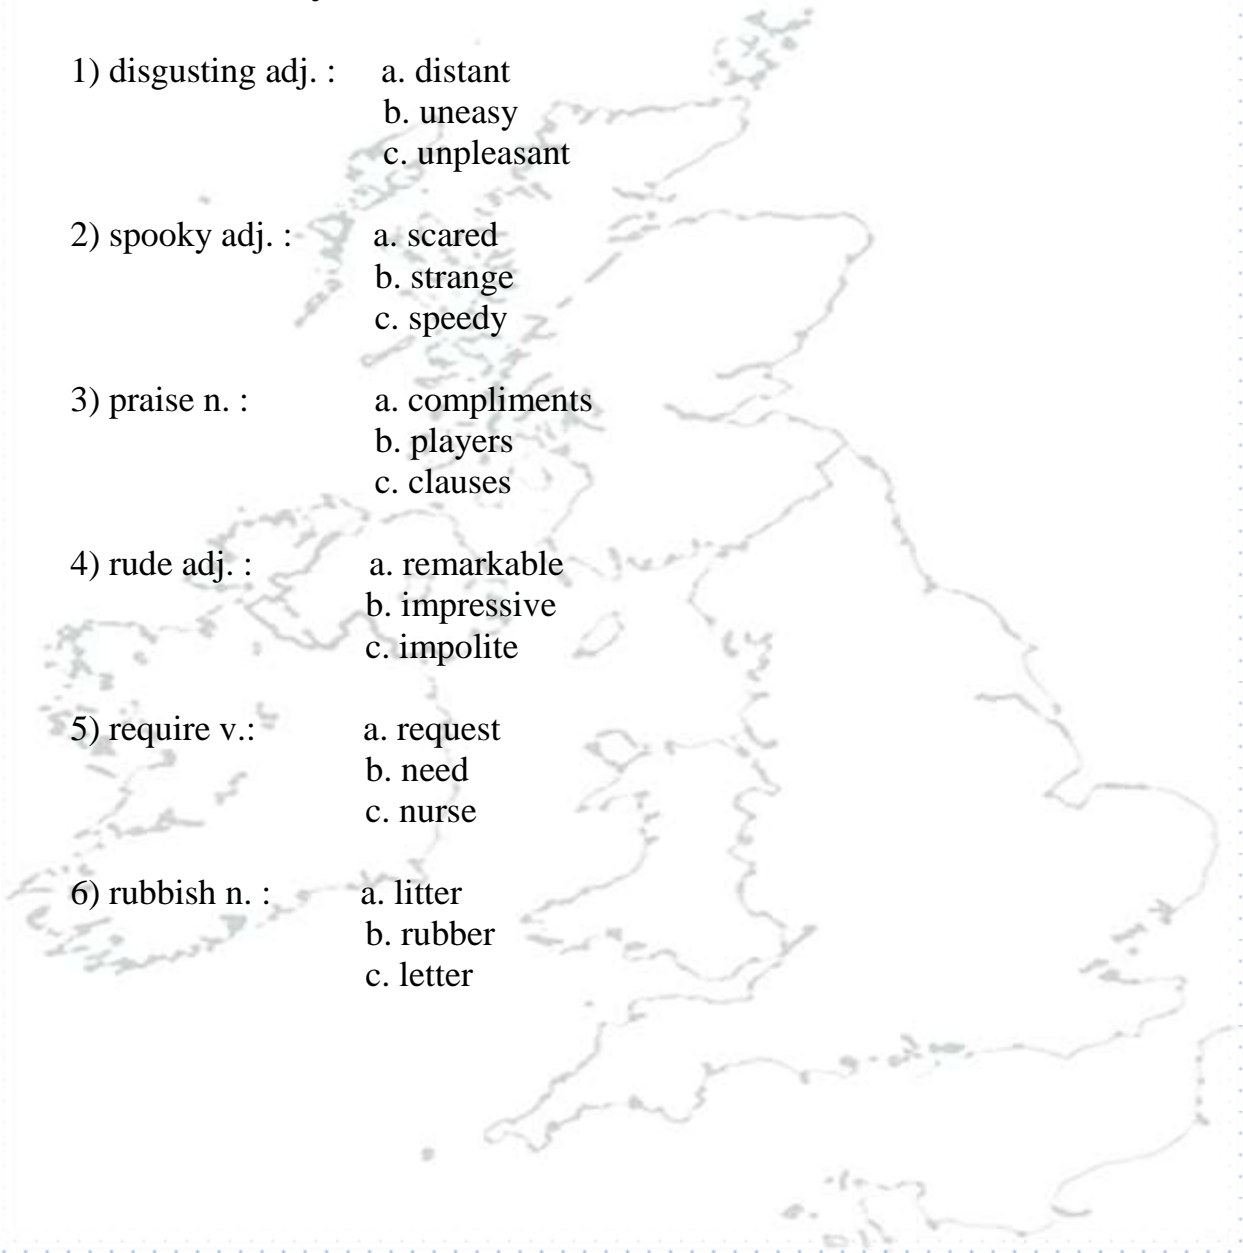 1) disgusting adj. : a. distant
b. uneasy
c. unpleasant
2) spooky adj. : a. scared
b. strange
c. speedy
3) praise n. : a. compliments
b. players
c. clauses
4) rude adj. : a. remarkable
b. impressive
c. impolite
5) require v.: a. request
b. need
c. nurse
6) rubbish n. : a. litter
b. rubber
c. letter